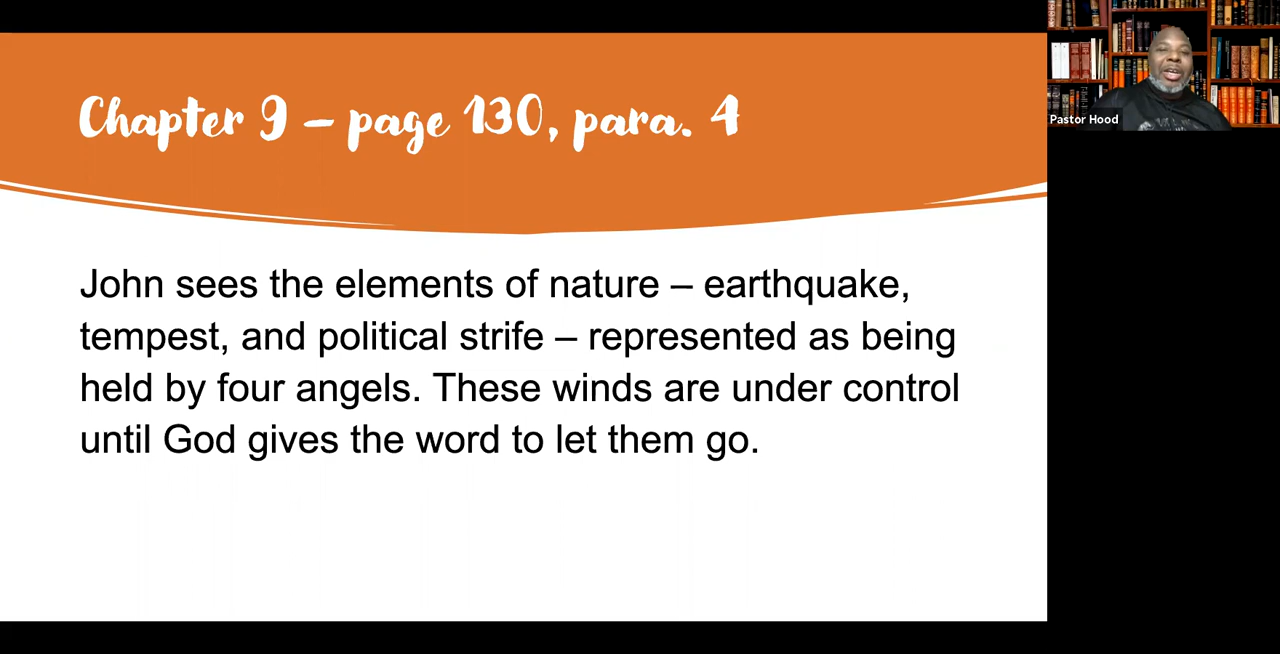 Chapter 9 – page 130, para. 4
John sees the elements of nature – earthquake,
tempest, and political strife – represented as being
held by four angels. These winds are under control
until God gives the word to let them go.
Pastor Hood